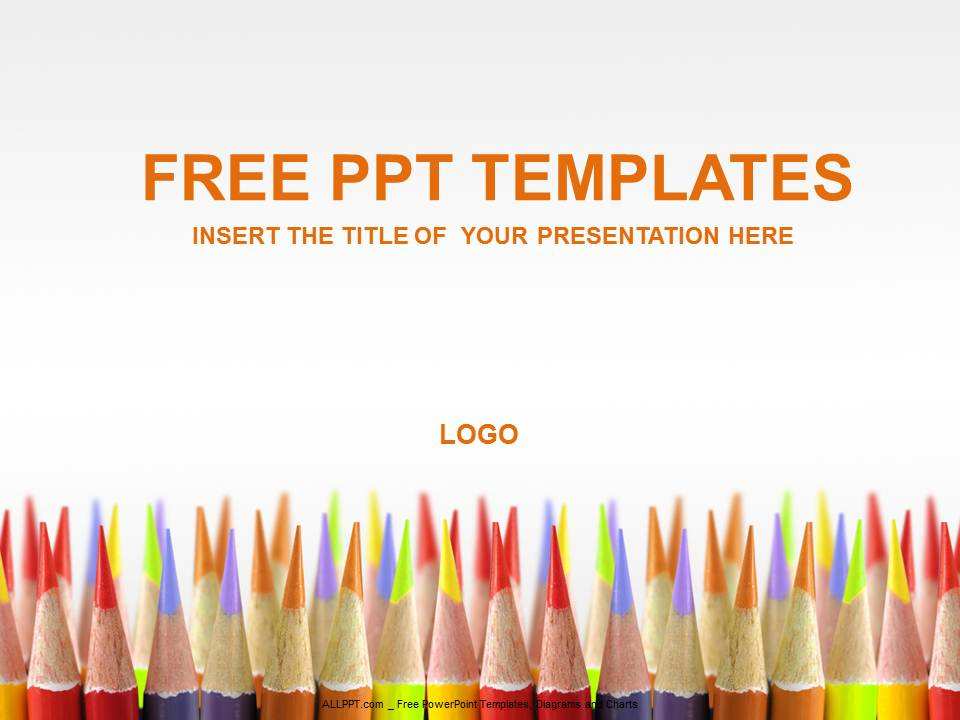 FREE PPT TEMPLATES
INSERT THE TITLE OF  YOUR PRESENTATION HERE
LOGO
ALLPPT.com _ Free PowerPoint Templates, Diagrams and Charts